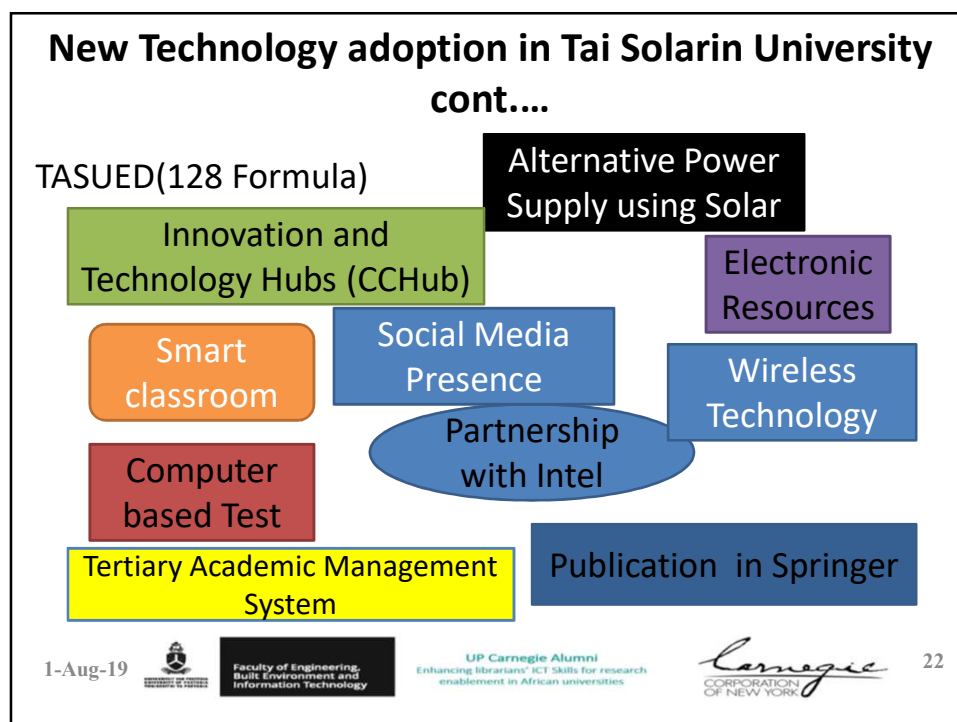 New Technology adoption in Tai Solarin University
cont.…
TASUED(128 Formula)
Alternative Power
Supply using Solar
Innovation and
Technology Hubs (CCHub)
Electronic
Resources
Social Media
Presence
Smart
classroom
Wireless
Technology
Partnership
with Intel
Computer
based Test
Tertiary Academic Management
System
Publication in Springer
1-Aug-19
Faculty of Engineering,
Built Environment and
Information Technology
UP Carnegie Alumni
Enhancing librarians' ICT Skills for research
enablement in African universities
Carnegie
CORPORATION
OF NEW YORK
22